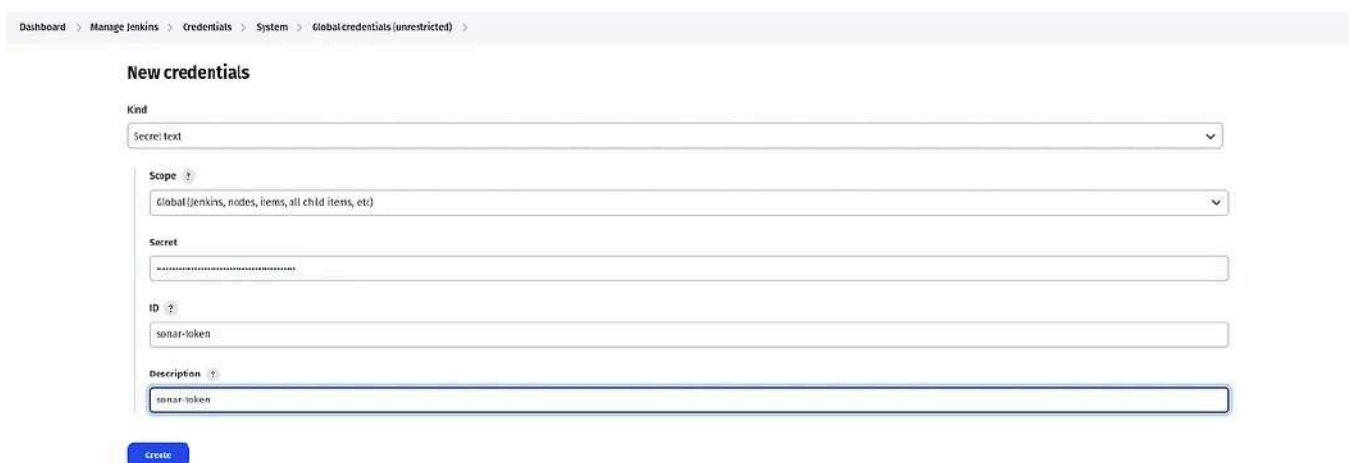 Dashboard > Manage Jenkins > Credentials > System > Global credentials (unrestricted) >
New credentials
Kind
Secret text
Scope ?
Global (Jenkins, nodes, items, all child items, etc)
Secret
••••••••••••••••••••••••••••••••••••••••••••
ID ?
sonar-token
Description ?
sonar-token
Create